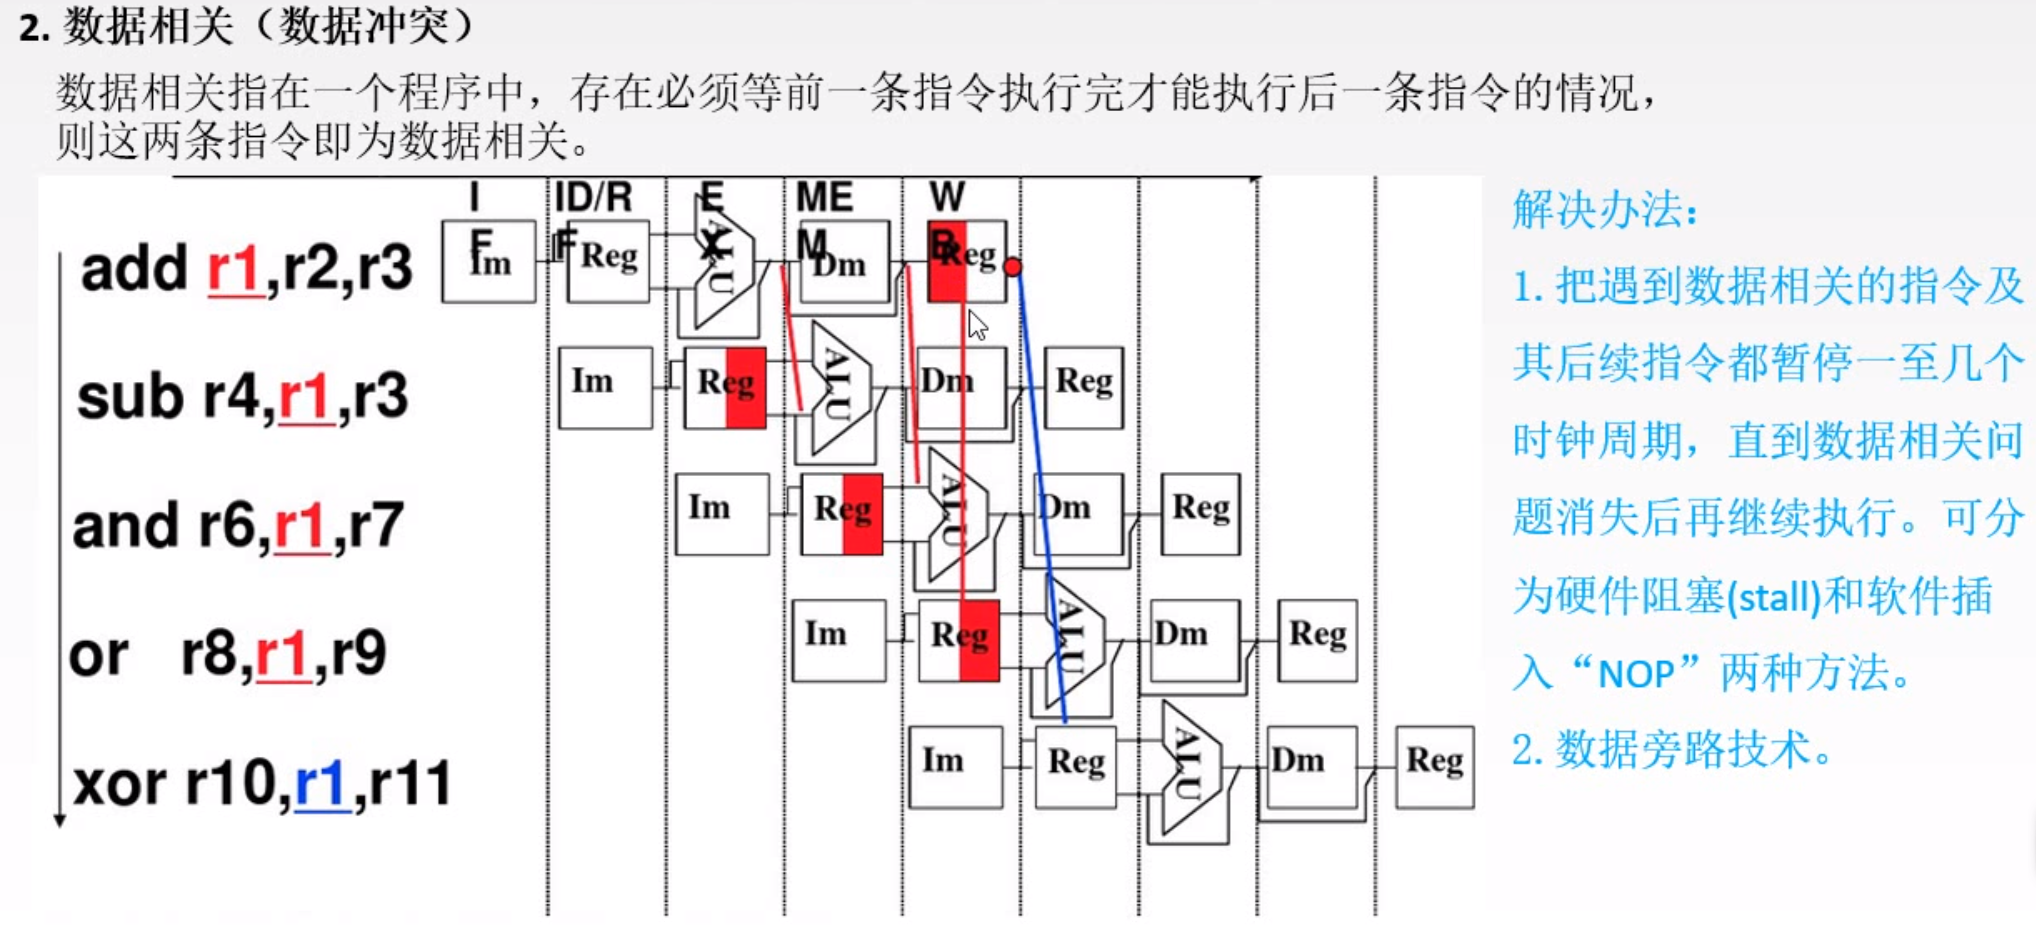 2. 数据相关（数据冲突）
数据相关指在一个程序中，存在必须等前一条指令执行完才能执行后一条指令的情况，
则这两条指令即为数据相关。
IF ID/RF EX MEM WB
add r1,r2,r3 Im Reg ALU Dm Reg
sub r4,r1,r3 Im Reg ALU Dm Reg
and r6,r1,r7 Im Reg ALU Dm Reg
or r8,r1,r9 Im Reg ALU Dm Reg
xor r10,r1,r11 Im Reg ALU Dm Reg
解决办法：
1. 把遇到数据相关的指令及
其后续指令都暂停一至几个
时钟周期，直到数据相关问
题消失后再继续执行。可分
为硬件阻塞(stall)和软件插
入“NOP”两种方法。
2. 数据旁路技术。